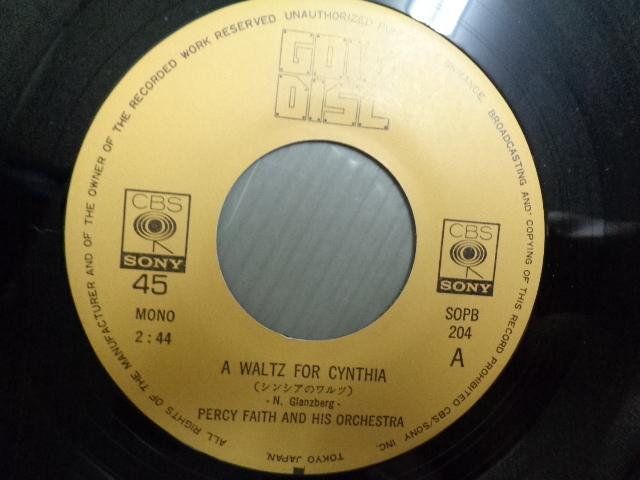 GOLD
DISC
ALL RIGHTS OF THE MANUFACTURER AND OF THE OWNER OF THE RECORDED WORK RESERVED UNAUTHORIZED BROADCASTING AND COPYING OF THIS RECORD PROHIBITED CBS/SONY INC.
TOKYO JAPAN.
CBS
SONY
45
MONO
2:44
CBS
SONY
SOPB
204
A
A WALTZ FOR CYNTHIA
(シンシアのワルツ)
- N. Glanzberg -
PERCY FAITH AND HIS ORCHESTRA